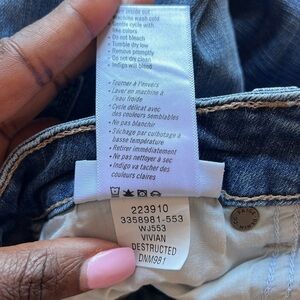 Turn inside out
Machine wash cold
Gentle cycle with
like colors
• Do not bleach
• Tumble dry low
• Remove promptly
• Do not dry clean
• Indigo will bleed
• Tourner à l'envers
• Laver en machine à
l'eau froide
• Cycle délicat avec
des couleurs semblables
• Ne pas blanchir
• Séchage par culbutage à
basse température
• Retirer immédiatement
• Ne pas nettoyer à sec
• Indigo va tacher des
couleurs claires
223910
3358981-553
WJ553
VIVIAN
DESTRUCTED
DNM981